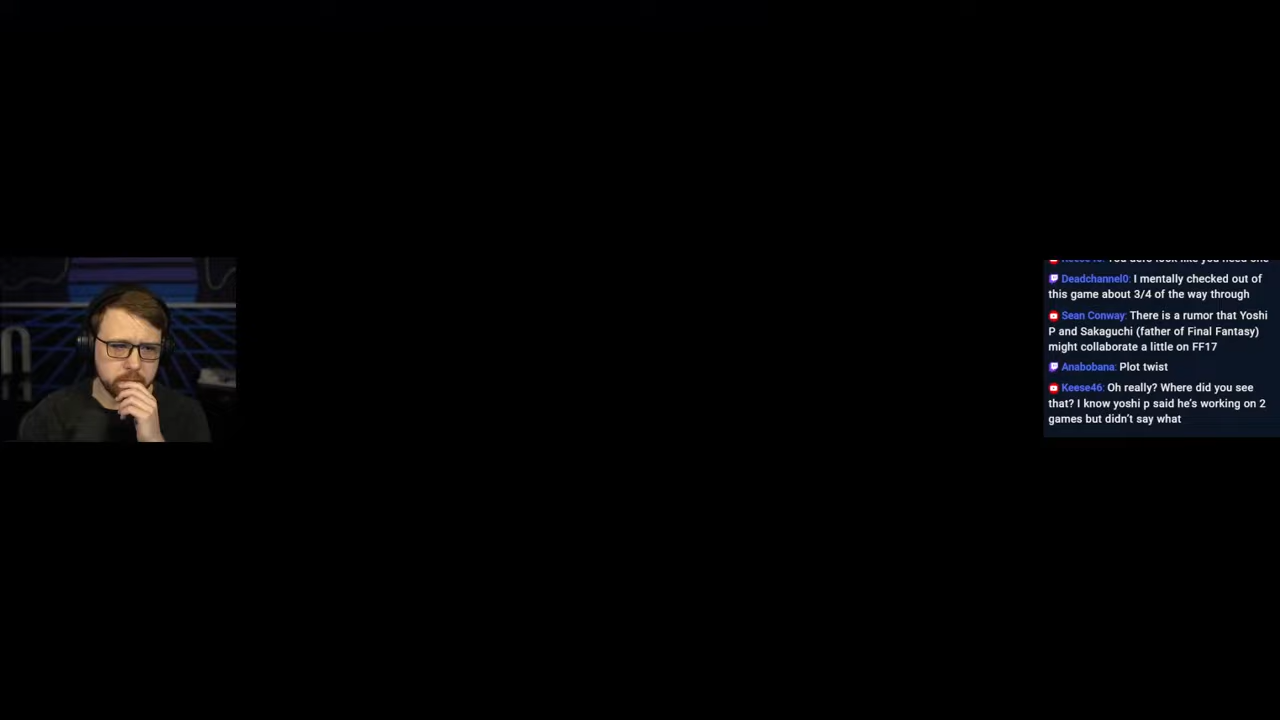 Deadchannel0: I mentally checked out of
this game about 3/4 of the way through
Sean Conway: There is a rumor that Yoshi
P and Sakaguchi (father of Final Fantasy)
might collaborate a little on FF17
Anabobana: Plot twist
Keese46: Oh really? Where did you see
that? I know yoshi p said he's working on 2
games but didn't say what